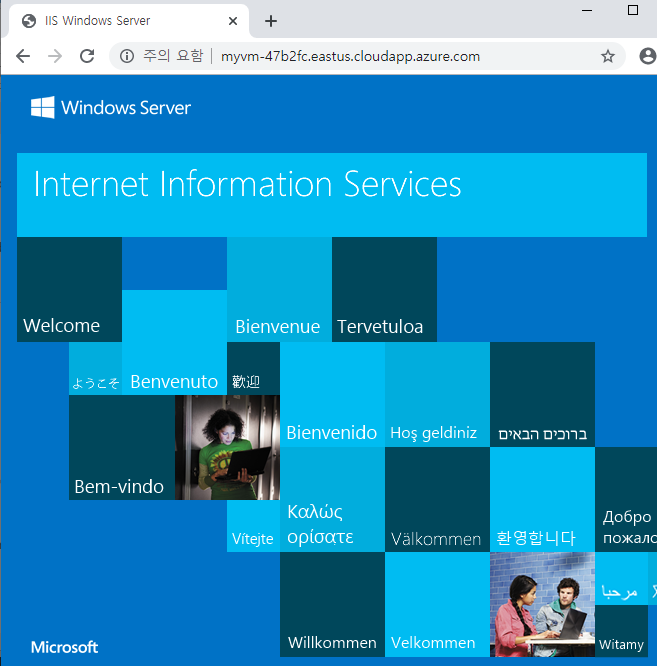 IIS Windows Server
주의 요함
myvm-47b2fc.eastus.cloudapp.azure.com
Windows Server
Internet Information Services
Welcome
Bienvenue
Tervetuloa
ようこそ
Benvenuto
歡迎
Bienvenido
Hoş geldiniz
ברוכים הבאים
Bem-vindo
Vítejte
Καλώς
ορίσατε
Välkommen
환영합니다
Добро
пожало
مرحبا
Willkommen
Velkommen
Witamy
Microsoft